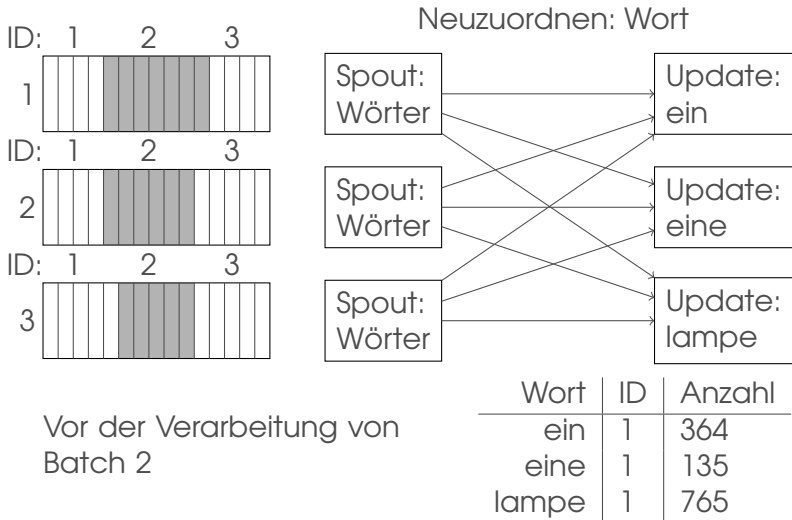 Neuzuordnen: Wort
ID: 1 2 3
1
ID: 1 2 3
2
ID: 1 2 3
3
Spout:
Wörter
Spout:
Wörter
Spout:
Wörter
Update:
ein
Update:
eine
Update:
lampe
Vor der Verarbeitung von
Batch 2
Wort ID Anzahl
ein 1 364
eine 1 135
lampe 1 765